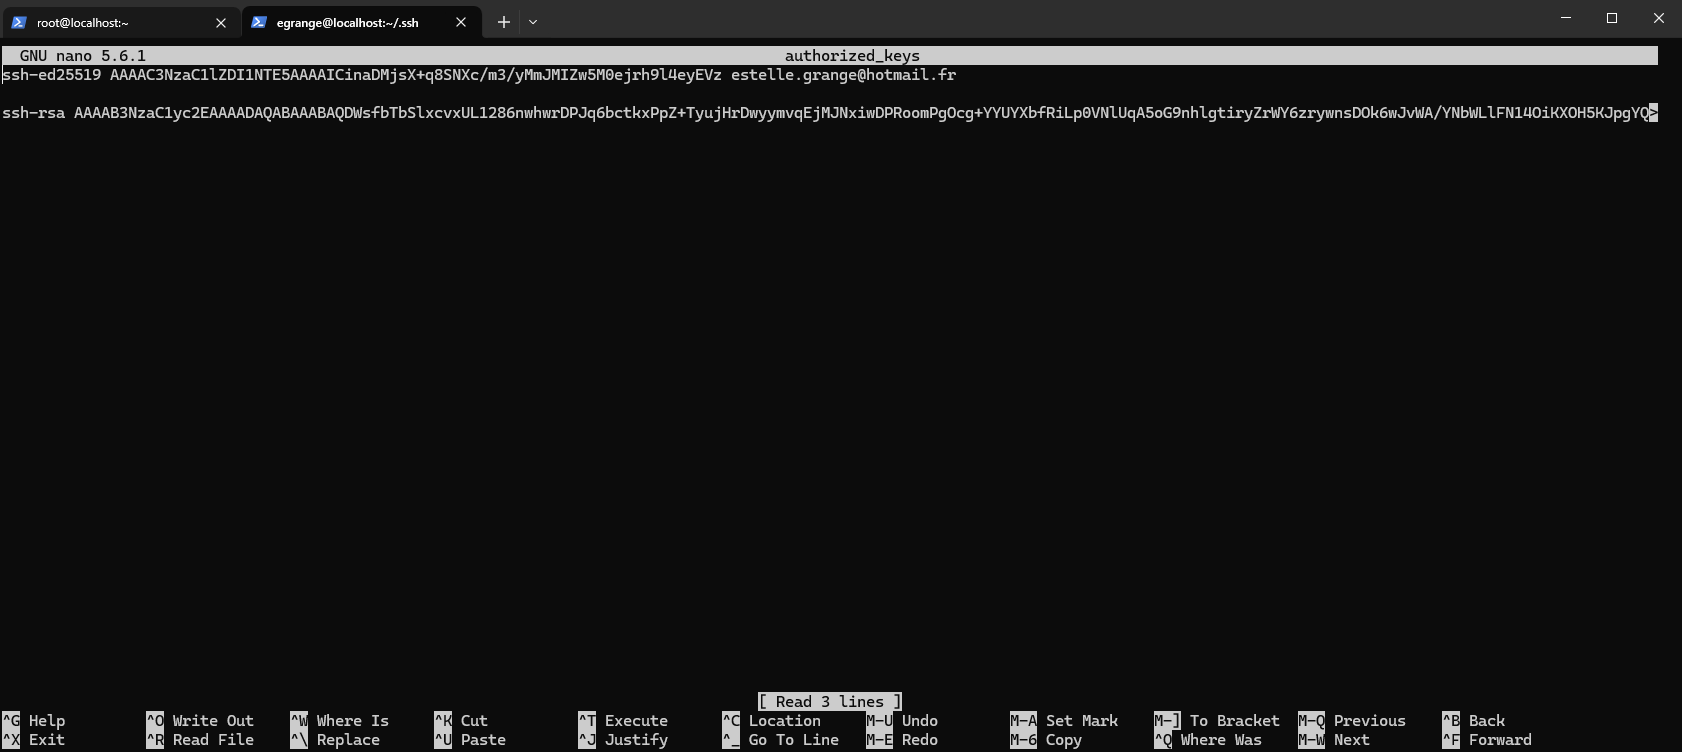 root@localhost:~
egrange@localhost:~/.ssh
GNU nano 5.6.1 authorized_keys
ssh-ed25519 AAAAC3NzaC1lZDI1NTE5AAAAICinaDMjsX+q8SNXc/m3/yMmJMIZw5M0ejrh9l4eyEVz estelle.grange@hotmail.fr
ssh-rsa AAAAB3NzaC1yc2EAAAADAQABAAABAQDWsfbTbSlxcvxUL1286nwhwrDPJq6bctkxPpZ+TyujHrDwyymvqEjMJNxiwDPRoomPgOcg+YYUYXbfRiLp0VNlUqA5oG9nhlgtiryZrWY6zrywnsDOk6wJvWA/YNbWLlFN14OiKXOH5KJpgYQ>
[ Read 3 lines ]
^G Help ^O Write Out ^W Where Is ^K Cut ^T Execute ^C Location M-U Undo M-A Set Mark M-] To Bracket M-Q Previous ^B Back
^X Exit ^R Read File ^\ Replace ^U Paste ^J Justify ^_ Go To Line M-E Redo M-6 Copy ^Q Where Was M-W Next ^F Forward